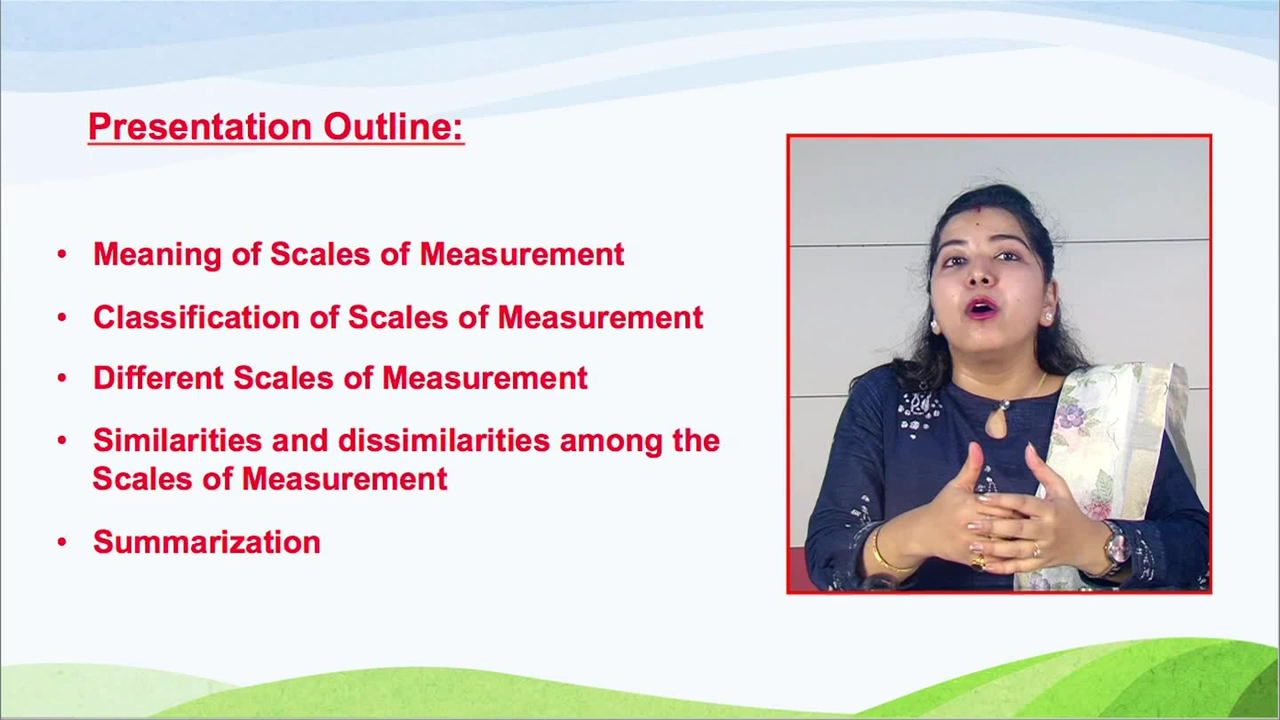 Presentation Outline:
• Meaning of Scales of Measurement
• Classification of Scales of Measurement
• Different Scales of Measurement
• Similarities and dissimilarities among the
Scales of Measurement
• Summarization